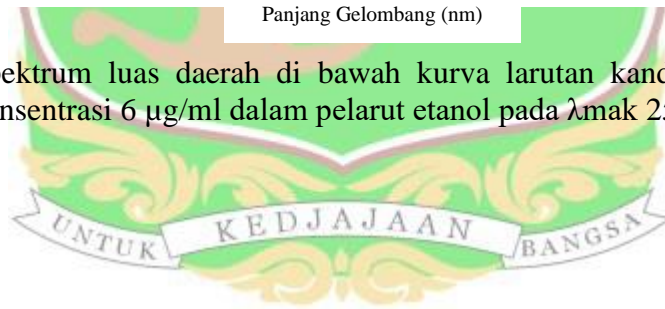 Panjang Gelombang (nm)
ektrum luas daerah di bawah kurva larutan kand
nsentrasi 6 µg/ml dalam pelarut etanol pada λmak 2
UNTUK KEDJAJAAN BANGSA